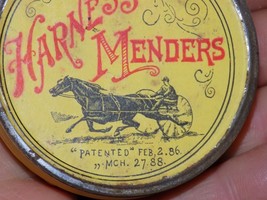 HARNESS
MENDERS
"PATENTED" FEB. 2. 86.
„ MCH. 27. 88.